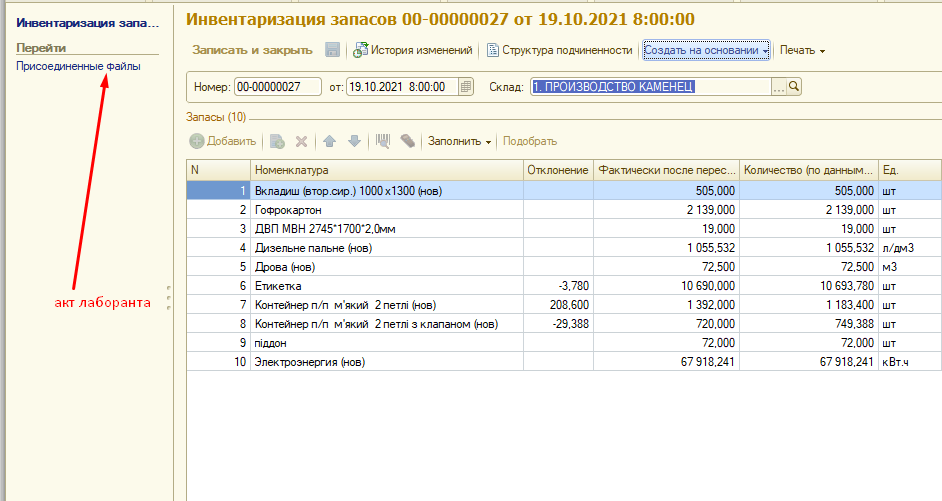 Инвентаризация запа...
Перейти
Присоединенные файлы
акт лаборанта
Инвентаризация запасов 00-00000027 от 19.10.2021 8:00:00
Записать и закрыть История изменений Структура подчиненности Создать на основании Печать
Номер: 00-00000027 от: 19.10.2021 8:00:00 Склад: 1. ПРОИЗВОДСТВО КАМЕНЕЦ ...
Запасы (10)
Добавить Заполнить Подобрать
N Номенклатура Отклонение Фактически после перес... Количество (по данным... Ед.
1 Вкладиш (втор.сир.) 1000 х1300 (нов) 505,000 505,000 шт
2 Гофрокартон 2 139,000 2 139,000 шт
3 ДВП МВН 2745*1700*2,0мм 19,000 19,000 шт
4 Дизельне пальне (нов) 1 055,532 1 055,532 л/дм3
5 Дрова (нов) 72,500 72,500 м3
6 Етикетка -3,780 10 690,000 10 693,780 шт
7 Контейнер п/п м'який 2 петлі (нов) 208,600 1 392,000 1 183,400 шт
8 Контейнер п/п м'який 2 петлі з клапаном (нов) -29,388 720,000 749,388 шт
9 піддон 72,000 72,000 шт
10 Электроэнергия (нов) 67 918,241 67 918,241 кВт.ч